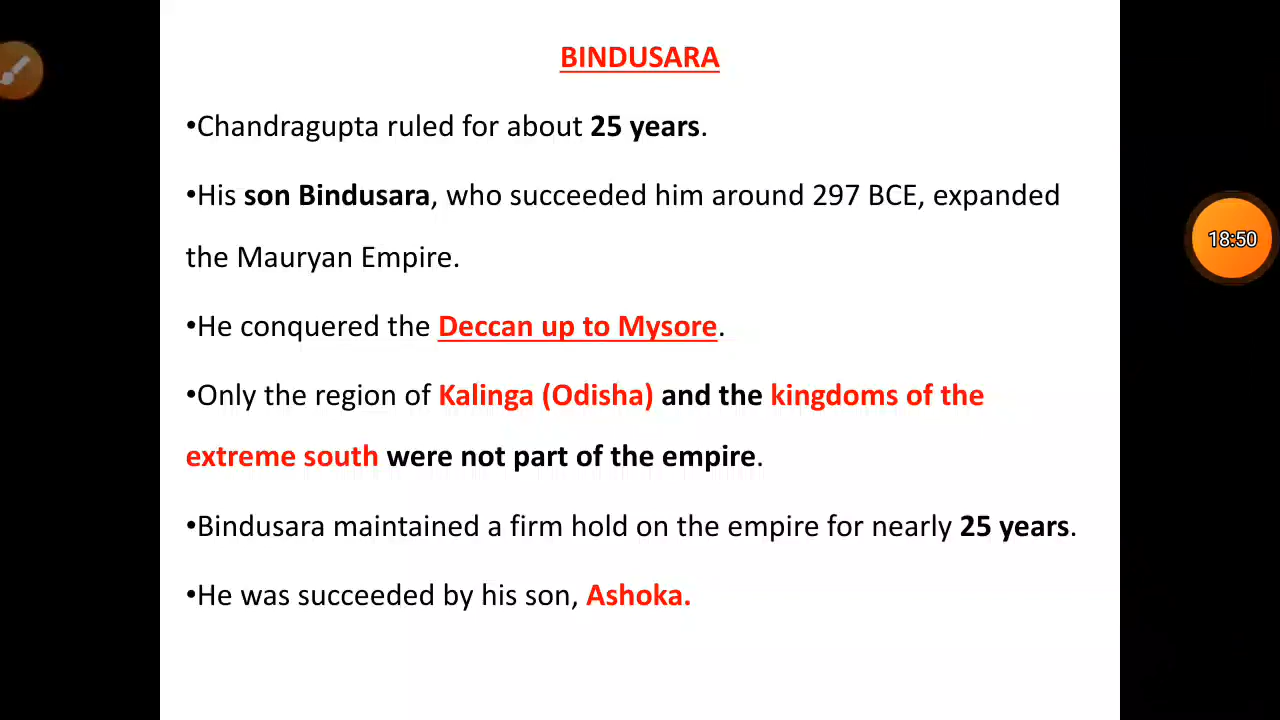 BINDUSARA
•Chandragupta ruled for about 25 years.
•His son Bindusara, who succeeded him around 297 BCE, expanded
the Mauryan Empire.
18:50
•He conquered the Deccan up to Mysore.
•Only the region of Kalinga (Odisha) and the kingdoms of the
extreme south were not part of the empire.
•Bindusara maintained a firm hold on the empire for nearly 25 years.
•He was succeeded by his son, Ashoka.